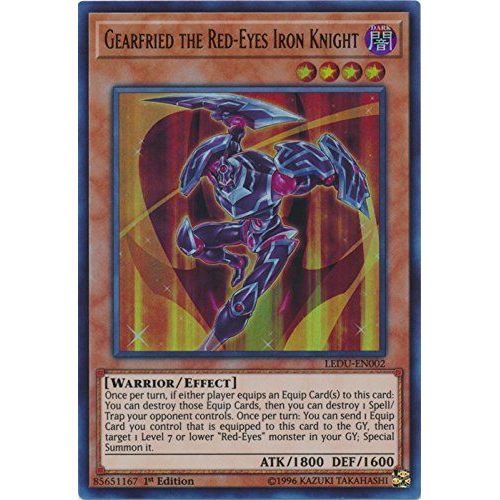 GEARFRIED THE RED-EYES IRON KNIGHT
DARK
闇
LEDU-EN002
[WARRIOR/EFFECT]
Once per turn, if either player equips an Equip Card(s) to this card:
You can destroy those Equip Cards, then you can destroy 1 Spell/
Trap your opponent controls. Once per turn: You can send 1 Equip
Card you control that is equipped to this card to the GY, then
target 1 Level 7 or lower "Red-Eyes" monster in your GY; Special
Summon it.
ATK/1800 DEF/1600
85651167 1st Edition ©1996 KAZUKI TAKAHASHI